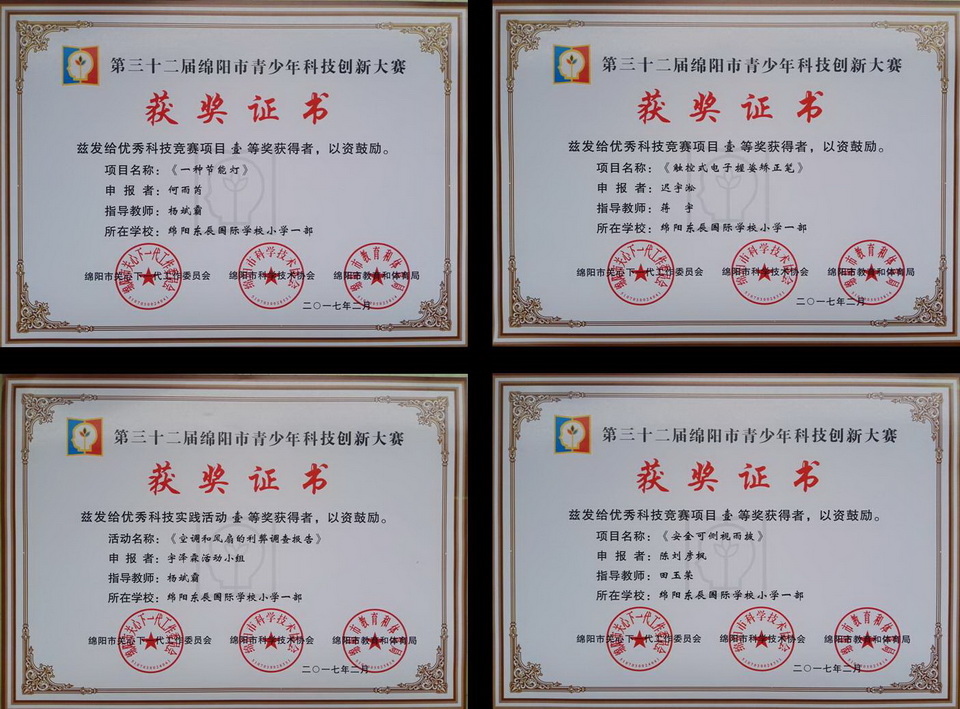 第三十二届绵阳市青少年科技创新大赛
获奖证书
兹发给优秀科技竞赛项目 壹 等奖获得者，以资鼓励。
项目名称：《一种节能灯》
申 报 者：何雨芮
指导教师：杨斌霸
所在学校：绵阳东辰国际学校小学一部
绵阳市关心下一代工作委员会 绵阳市科学技术协会 绵阳市教育和体育局
二〇一七年二月
第三十二届绵阳市青少年科技创新大赛
获奖证书
兹发给优秀科技竞赛项目 壹 等奖获得者，以资鼓励。
项目名称：《触控式电子握姿矫正笔》
申 报 者：迟宇淞
指导教师：蒋 宇
所在学校：绵阳东辰国际学校小学一部
绵阳市关心下一代工作委员会 绵阳市科学技术协会 绵阳市教育和体育局
二〇一七年二月
第三十二届绵阳市青少年科技创新大赛
获奖证书
兹发给优秀科技实践活动 壹 等奖获得者，以资鼓励。
活动名称：《空调和风扇的利弊调查报告》
申 报 者：宇泽森活动小组
指导教师：杨斌霸
所在学校：绵阳东辰国际学校小学一部
绵阳市关心下一代工作委员会 绵阳市科学技术协会 绵阳市教育和体育局
二〇一七年二月
第三十二届绵阳市青少年科技创新大赛
获奖证书
兹发给优秀科技竞赛项目 壹 等奖获得者，以资鼓励。
项目名称：《安全可侧视雨披》
申 报 者：陈刘彦枫
指导教师：田玉荣
所在学校：绵阳东辰国际学校小学一部
绵阳市关心下一代工作委员会 绵阳市科学技术协会 绵阳市教育和体育局
二〇一七年二月